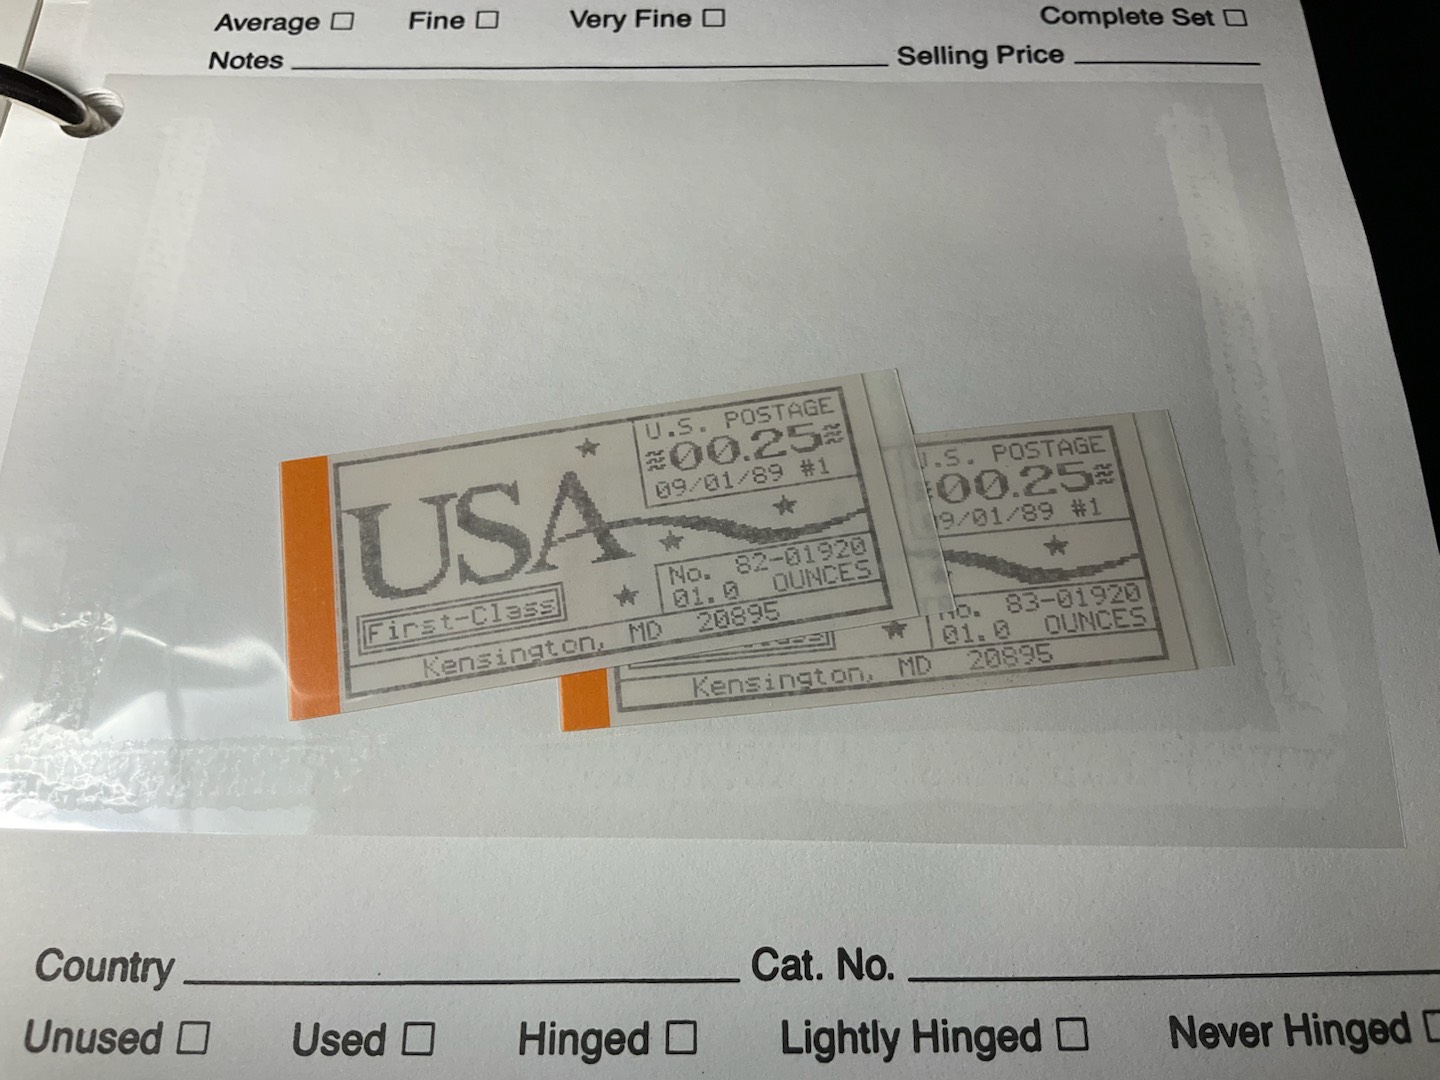 Average ☐ Fine ☐ Very Fine ☐ Complete Set ☐
Notes Selling Price
USA
U.S. POSTAGE
00.25
09/01/89 #1
No. 82-01920
01.0 OUNCES
First-Class
Kensington, MD 20895
.S. POSTAGE
00.25
9/01/89 #1
No. 83-01920
01.0 OUNCES
Kensington, MD 20895
Country Cat. No.
Unused ☐ Used ☐ Hinged ☐ Lightly Hinged ☐ Never Hinged ☐